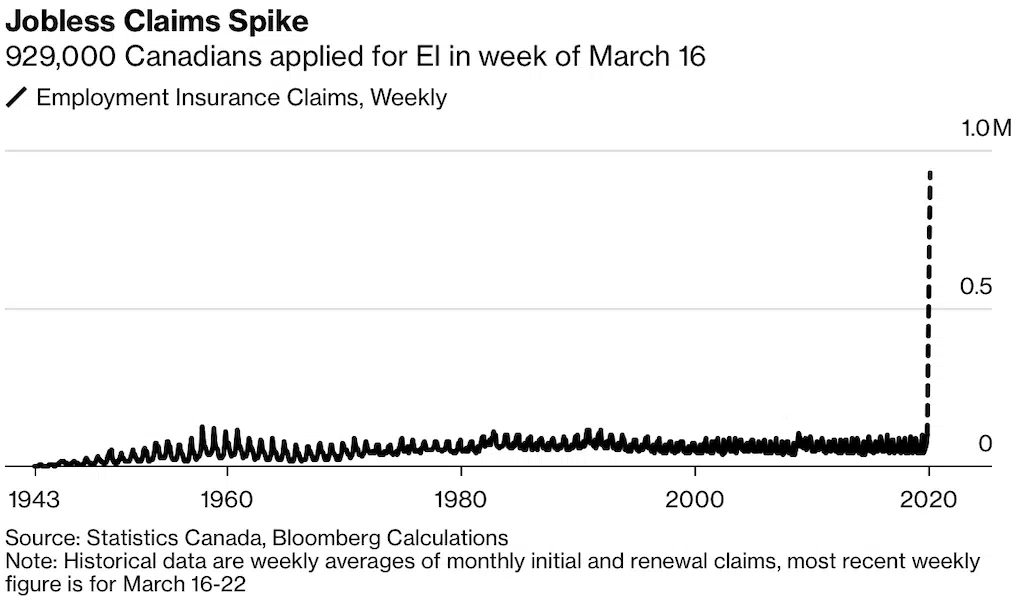 Jobless Claims Spike
929,000 Canadians applied for EI in week of March 16
Employment Insurance Claims, Weekly
1.0M
0.5
0
1943 1960 1980 2000 2020
Source: Statistics Canada, Bloomberg Calculations
Note: Historical data are weekly averages of monthly initial and renewal claims, most recent weekly
figure is for March 16-22